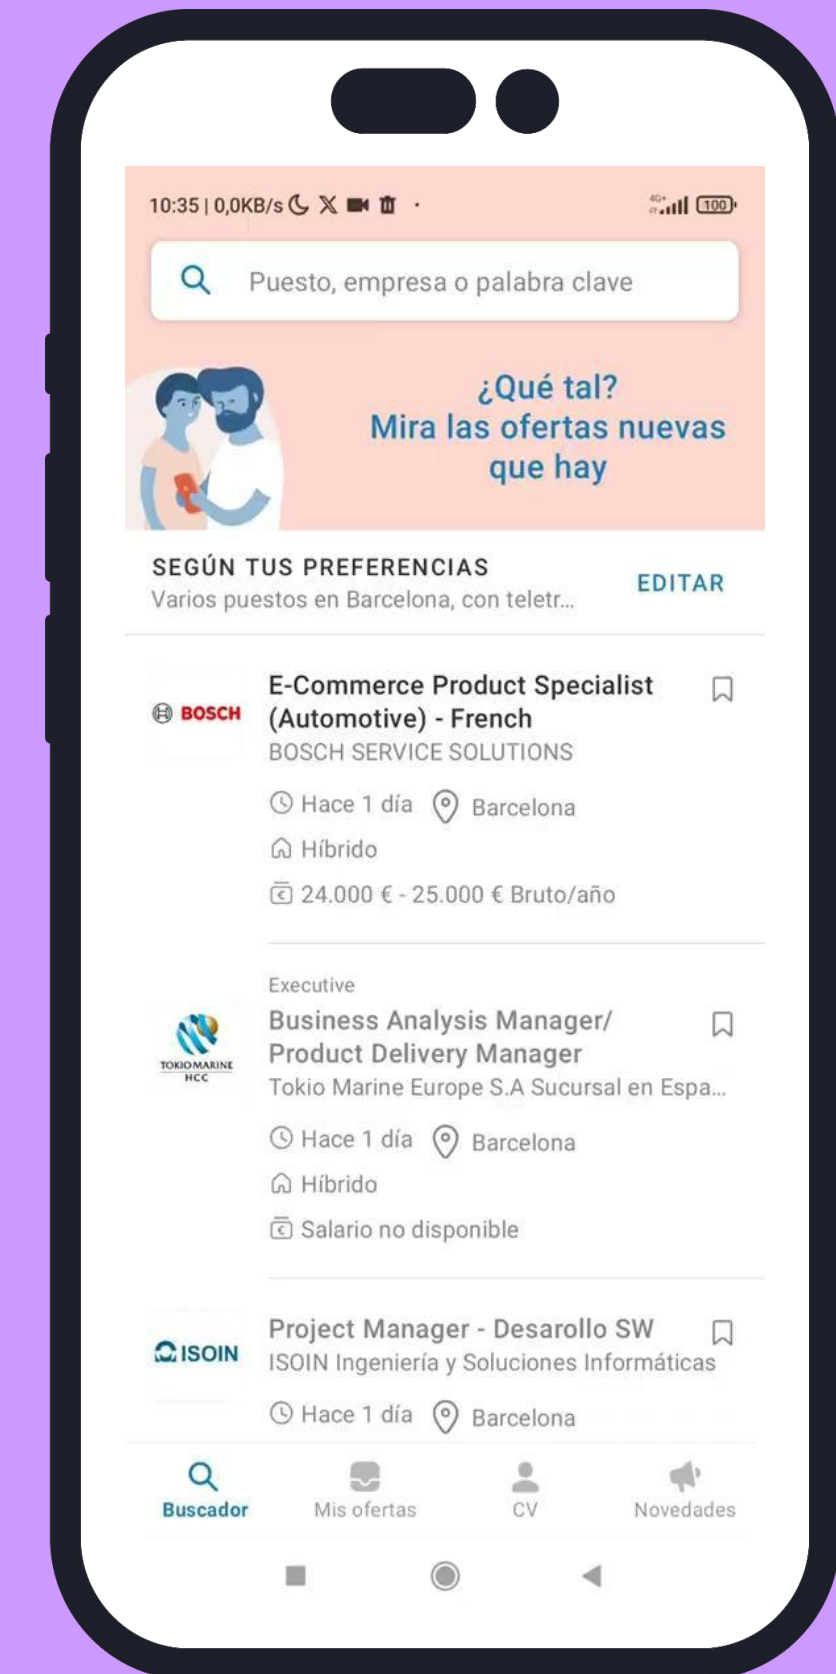 10:35 | 0,0KB/s
4G+
100
Puesto, empresa o palabra clave
¿Qué tal?
Mira las ofertas nuevas
que hay
SEGÚN TUS PREFERENCIAS
Varios puestos en Barcelona, con teletr...
EDITAR
BOSCH
E-Commerce Product Specialist
(Automotive) - French
BOSCH SERVICE SOLUTIONS
Hace 1 día
Barcelona
Híbrido
24.000 € - 25.000 € Bruto/año
Executive
TOKIO MARINE
HCC
Business Analysis Manager/
Product Delivery Manager
Tokio Marine Europe S.A Sucursal en Espa...
Hace 1 día
Barcelona
Híbrido
Salario no disponible
ISOIN
Project Manager - Desarollo SW
ISOIN Ingeniería y Soluciones Informáticas
Hace 1 día
Barcelona
Buscador
Mis ofertas
CV
Novedades